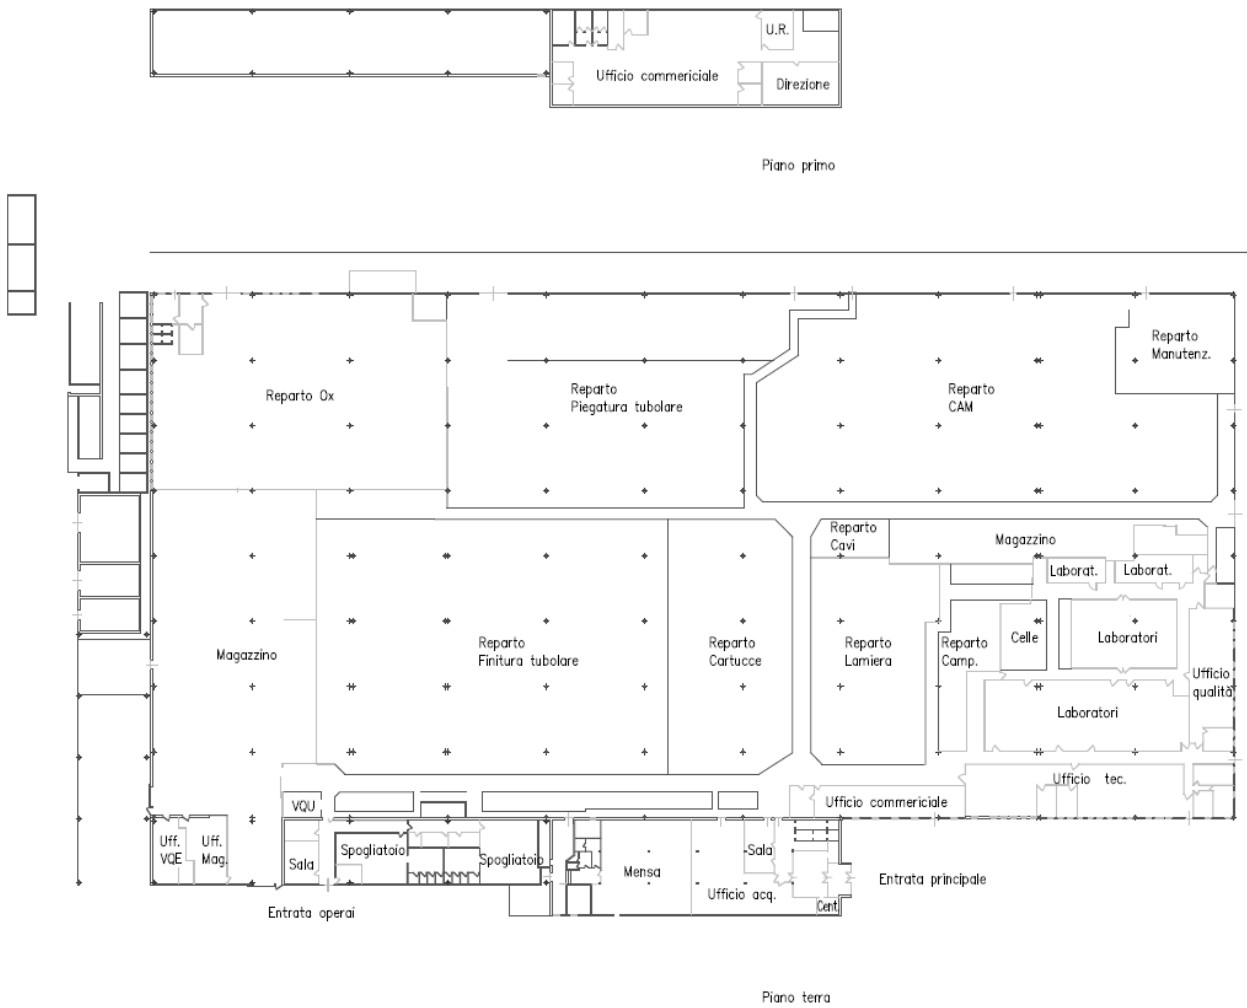 U.R.
Ufficio commericiale
Direzione
Piano primo
Reparto
Manutenz.
Reparto Ox
Reparto
Piegatura tubolare
Reparto
CAM
Reparto
Cavi
Magazzino
Laborat.
Laborat.
Magazzino
Reparto
Finitura tubolare
Reparto
Cartucce
Reparto
Lamiera
Reparto
Camp.
Celle
Laboratori
Ufficio
qualità
Laboratori
Ufficio tec.
VQU
Ufficio commericiale
Uff.
VQE
Uff.
Mag.
Sala
Spogliatoio
Spogliatoio
Mensa
Sala
Ufficio acq.
Cent
Entrata principale
Entrata operai
Piano terra